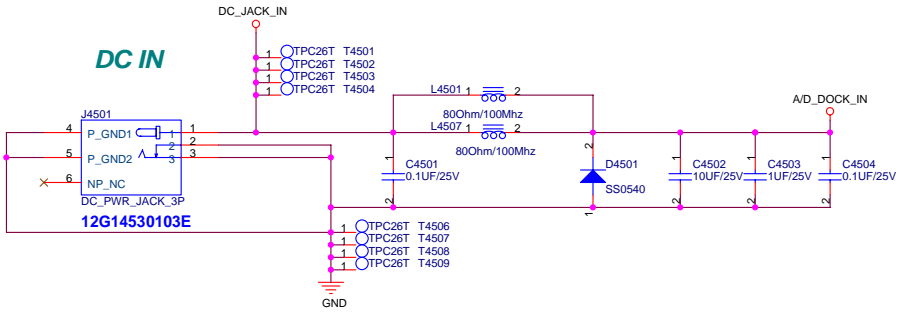 DC_JACK_IN
DC IN
1 TPC26T T4501
1 TPC26T T4502
1 TPC26T T4503
1 TPC26T T4504
L4501 1 2
80Ohm/100Mhz
A/D_DOCK_IN
J4501
4 P_GND1 1 1
L4507 1 2
2 2
80Ohm/100Mhz
5 P_GND2 3 3
6 NP_NC
DC_PWR_JACK_3P
12G14530103E
1 C4501 2
0.1UF/25V
2 D4501 1
SS0540
1 C4502 2
10UF/25V
1 C4503 2
1UF/25V
1 C4504 2
0.1UF/25V
1 TPC26T T4506
1 TPC26T T4507
1 TPC26T T4508
1 TPC26T T4509
GND